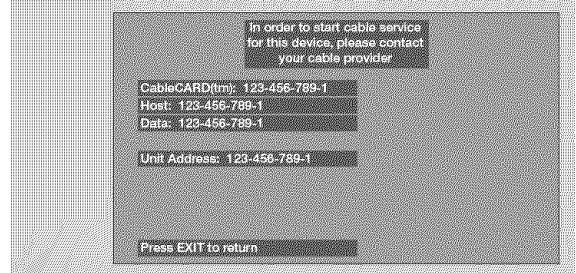 In order to start cable service
for this device, please contact
your cable provider
CableCARD(tm): 123-456-789-1
Host: 123-456-789-1
Data: 123-456-789-1
Unit Address: 123-456-789-1
Press EXIT to return